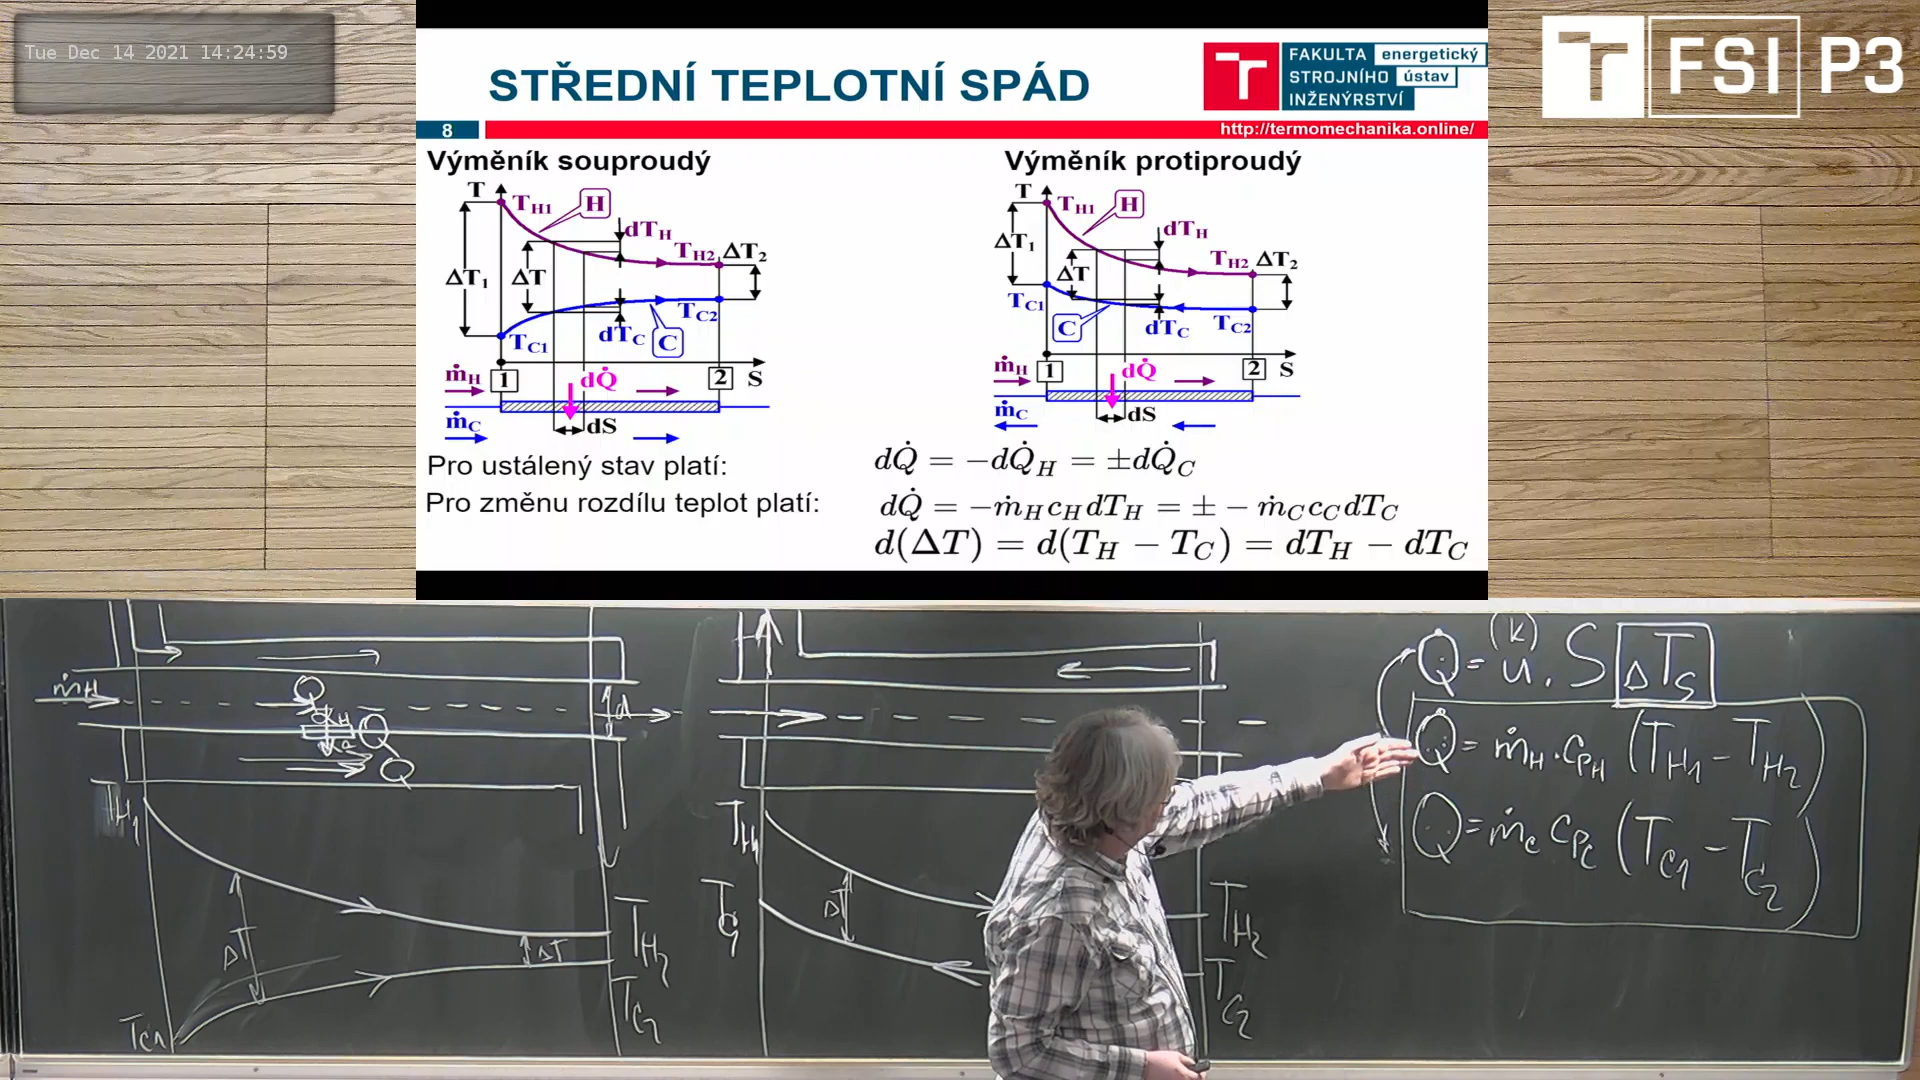 Tue Dec 14 2021 14:24:59
STŘEDNÍ TEPLOTNÍ SPÁD
FAKULTA energetický
STROJNÍHO ústav
INŽENÝRSTVÍ
T FSI P3
8
http://termomechanika.online/
Výměník souproudý
T
T_H1
H
dT_H
T_H2
ΔT_2
ΔT_1
ΔT
T_C2
T_C1
dT_C
C
ṁ_H
1
dQ̇
2
S
ṁ_C
dS
Výměník protiproudý
T
T_H1
H
dT_H
ΔT_1
T_H2
ΔT_2
ΔT
T_C1
C
dT_C
T_C2
ṁ_H
1
dQ̇
2
S
ṁ_C
dS
Pro ustálený stav platí:
dQ̇ = −dQ̇_H = ±dQ̇_C
Pro změnu rozdílu teplot platí:
dQ̇ = −ṁ_H c_H dT_H = ± − ṁ_C c_C dT_C
d(ΔT) = d(T_H − T_C) = dT_H − dT_C
ṁ_H
Q
Q
Q
T_H1
ΔT
ΔT
T_H2
T_C1
T_C2
ΔT
T_H2
T_C2
(k)
Q̇ = u . S ΔT_S
Q̇ = ṁ_H . c_pH (T_H1 − T_H2)
Q = ṁ_C c_pC (T_C1 − T_C2)